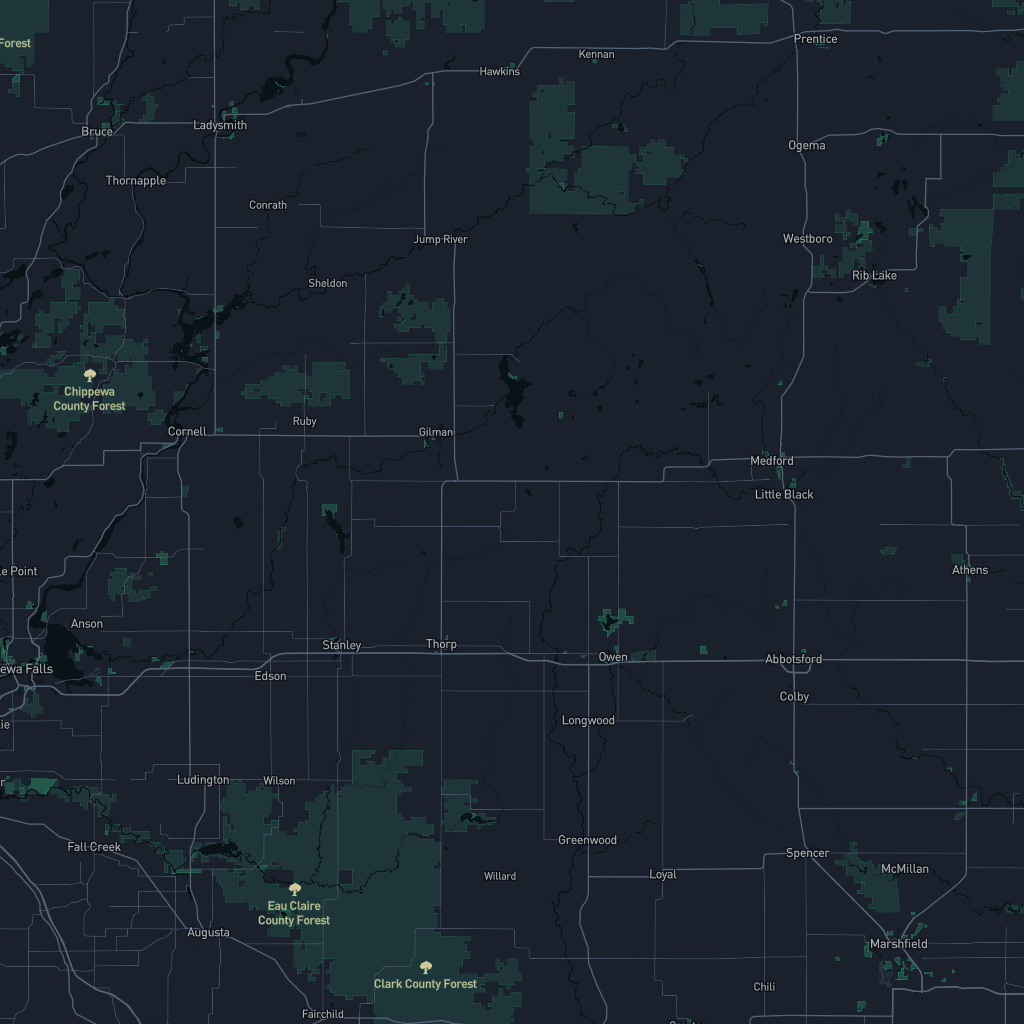 Forest
Prentice
Kennan
Hawkins
Bruce
Ladysmith
Ogema
Thornapple
Conrath
Jump River
Westboro
Rib Lake
Sheldon
Chippewa
County Forest
Cornell
Ruby
Gilman
Medford
Little Black
le Point
Athens
Anson
Stanley
Thorp
Owen
Abbotsford
ewa Falls
Edson
Colby
Longwood
lie
Ludington
Wilson
r
Fall Creek
Greenwood
Spencer
McMillan
Loyal
Willard
Eau Claire
County Forest
Augusta
Marshfield
Clark County Forest
Chili
Fairchild